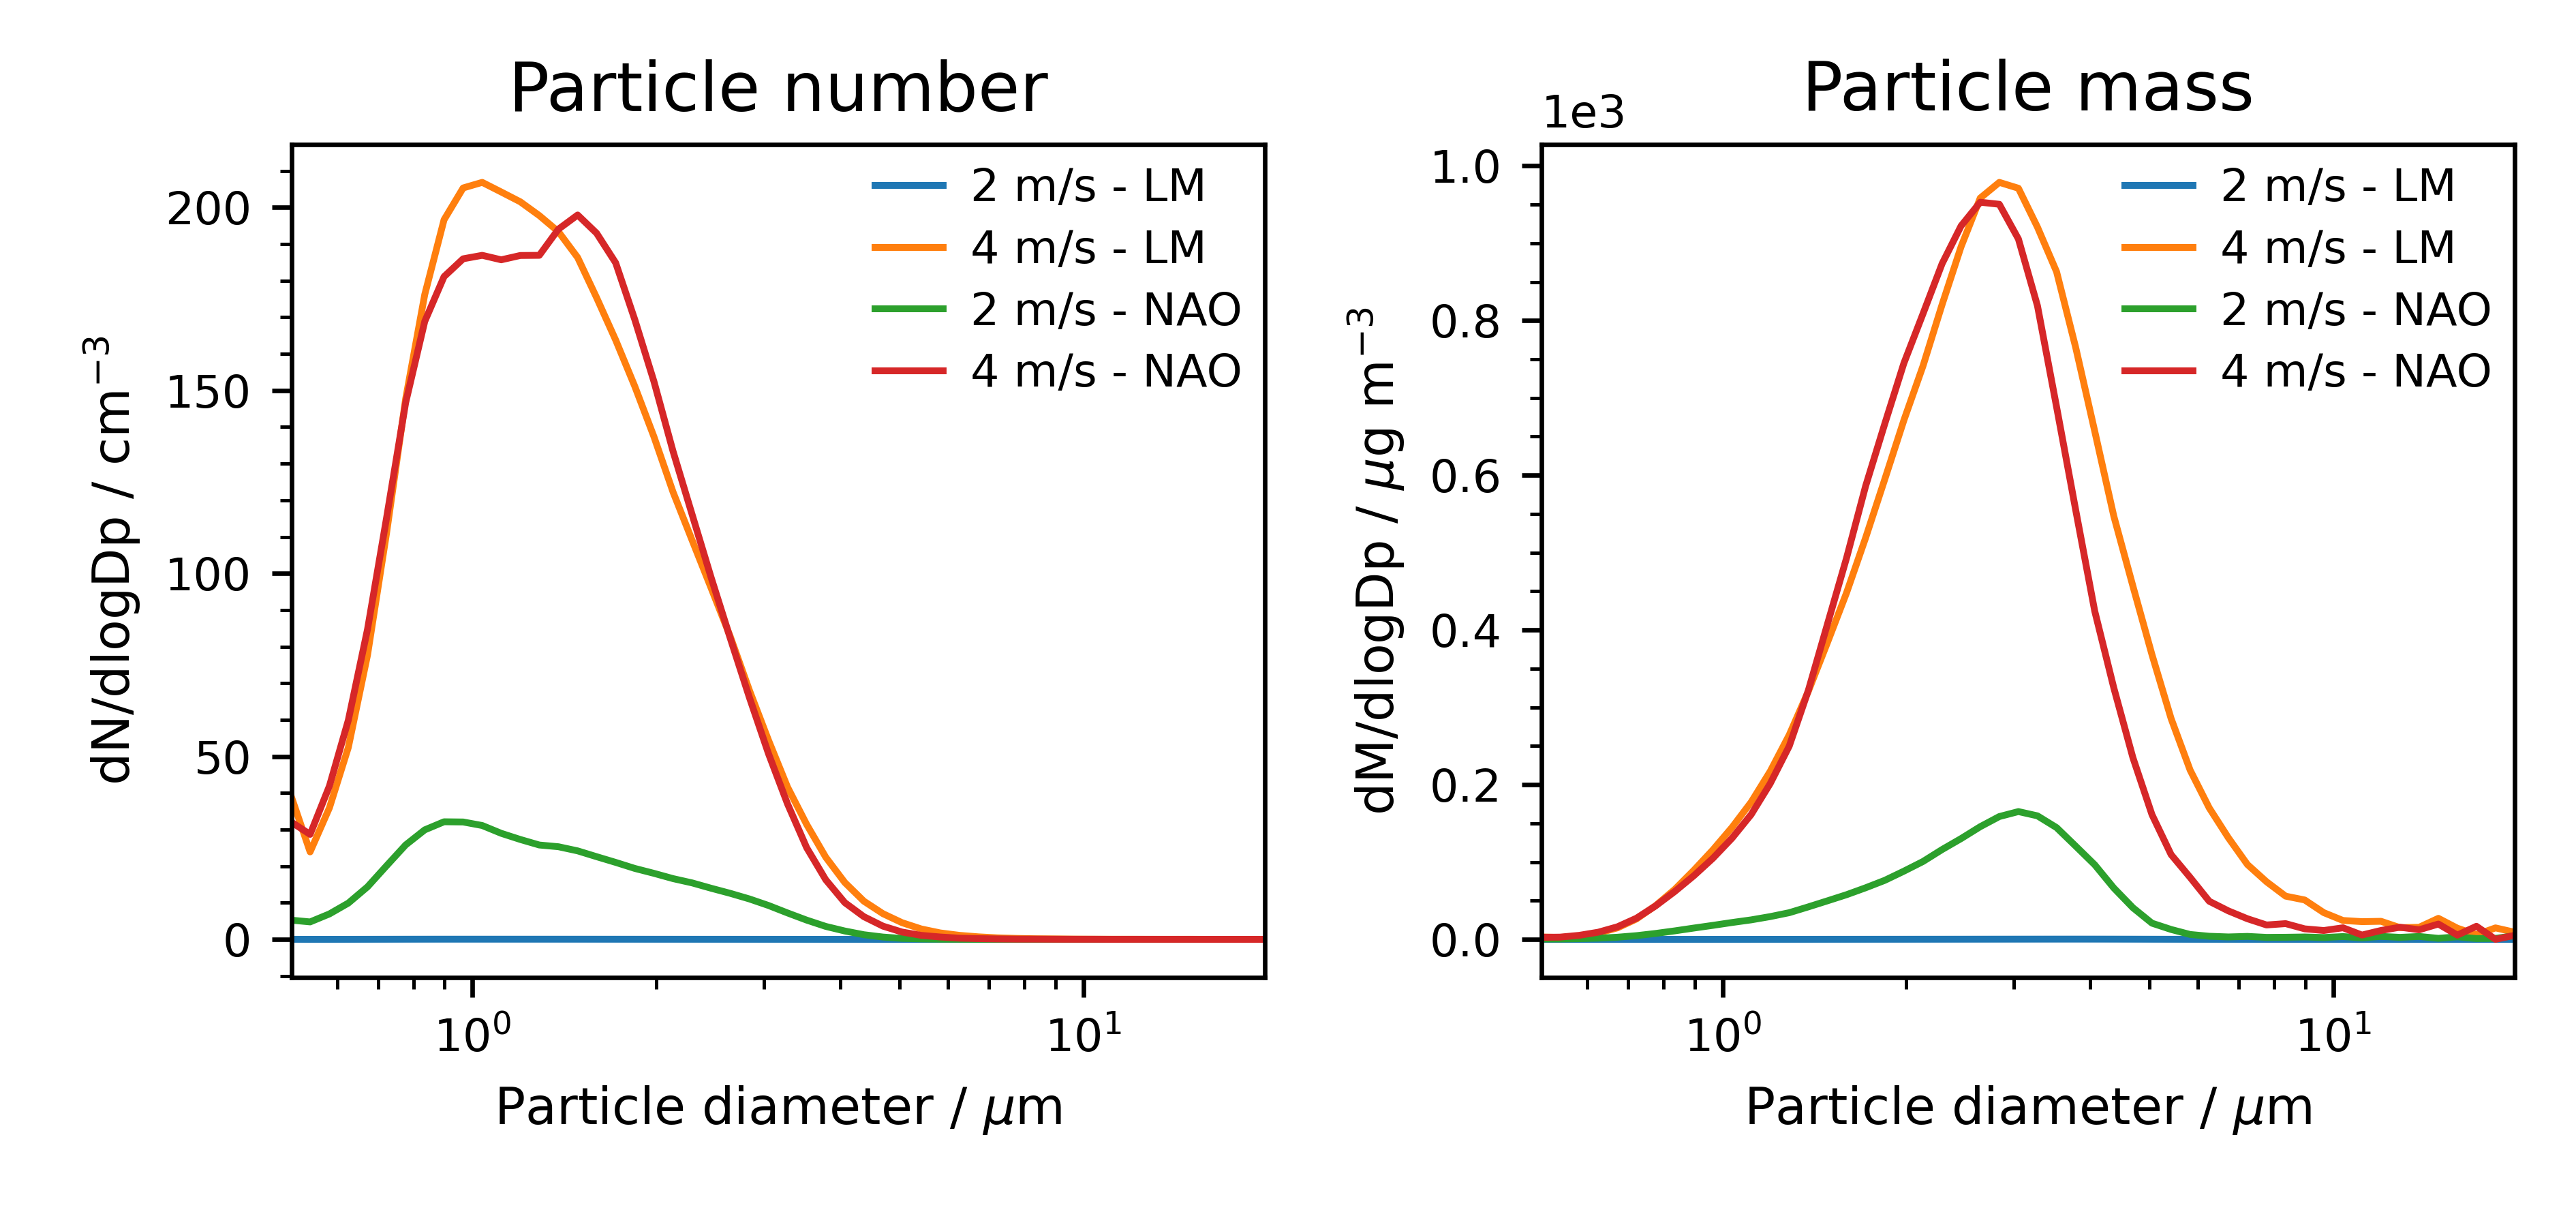 Particle number
dN/dlogDp / cm⁻³
200
150
100
50
0
10⁰
10¹
Particle diameter / μm
2 m/s - LM
4 m/s - LM
2 m/s - NAO
4 m/s - NAO
Particle mass
1e3
dM/dlogDp / μg m⁻³
1.0
0.8
0.6
0.4
0.2
0.0
10⁰
10¹
Particle diameter / μm
2 m/s - LM
4 m/s - LM
2 m/s - NAO
4 m/s - NAO